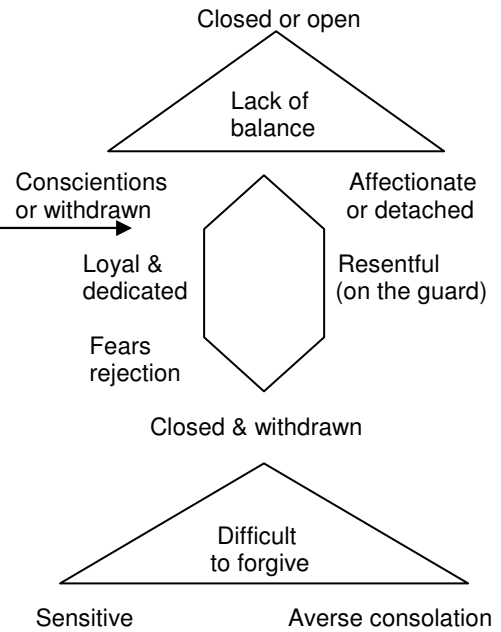 Closed or open
Lack of
balance
Conscientions
or withdrawn
Affectionate
or detached
Loyal &
dedicated
Resentful
(on the guard)
Fears
rejection
Closed & withdrawn
Difficult
to forgive
Sensitive
Averse consolation